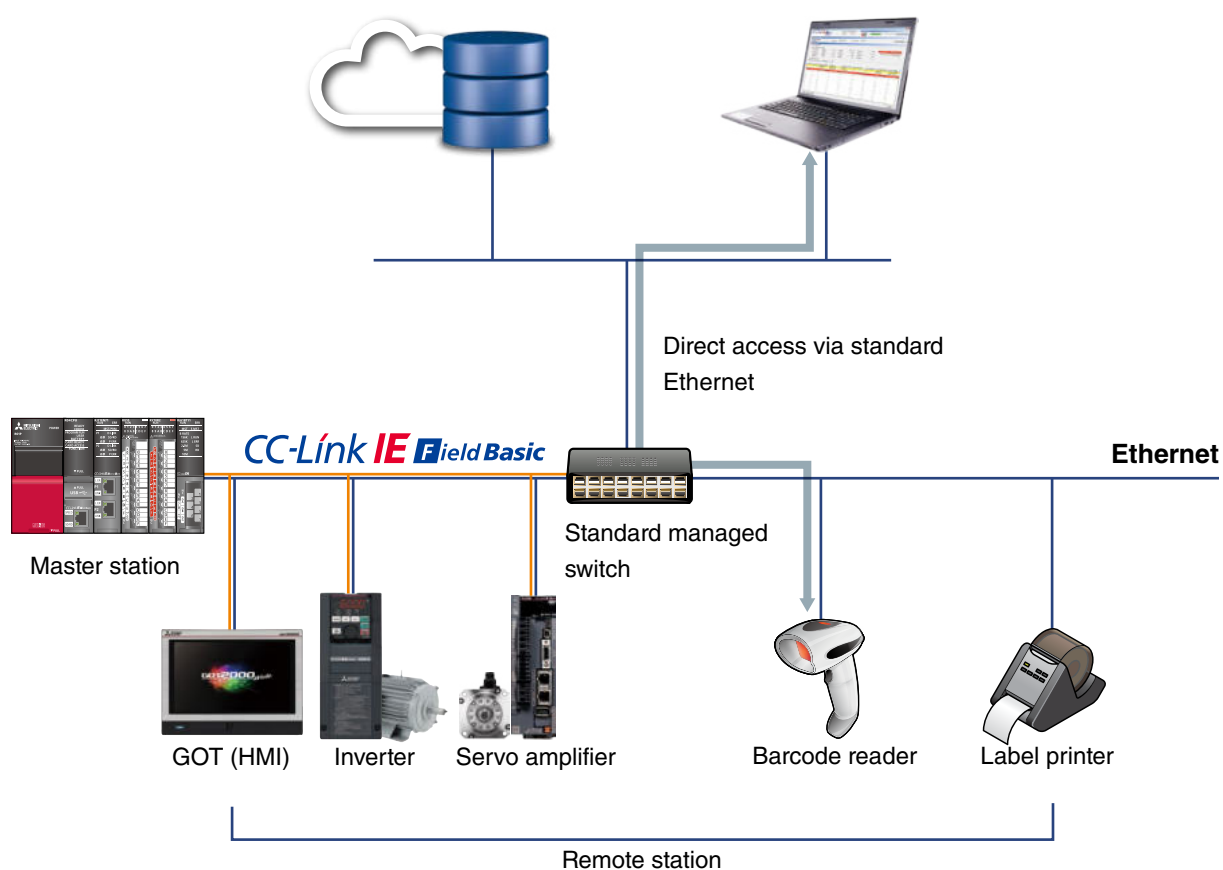 Direct access via standard
Ethernet
CC-Link IE Field Basic
Ethernet
Master station
Standard managed
switch
GOT2000
GOT (HMI)
Inverter
Servo amplifier
Barcode reader
Label printer
Remote station